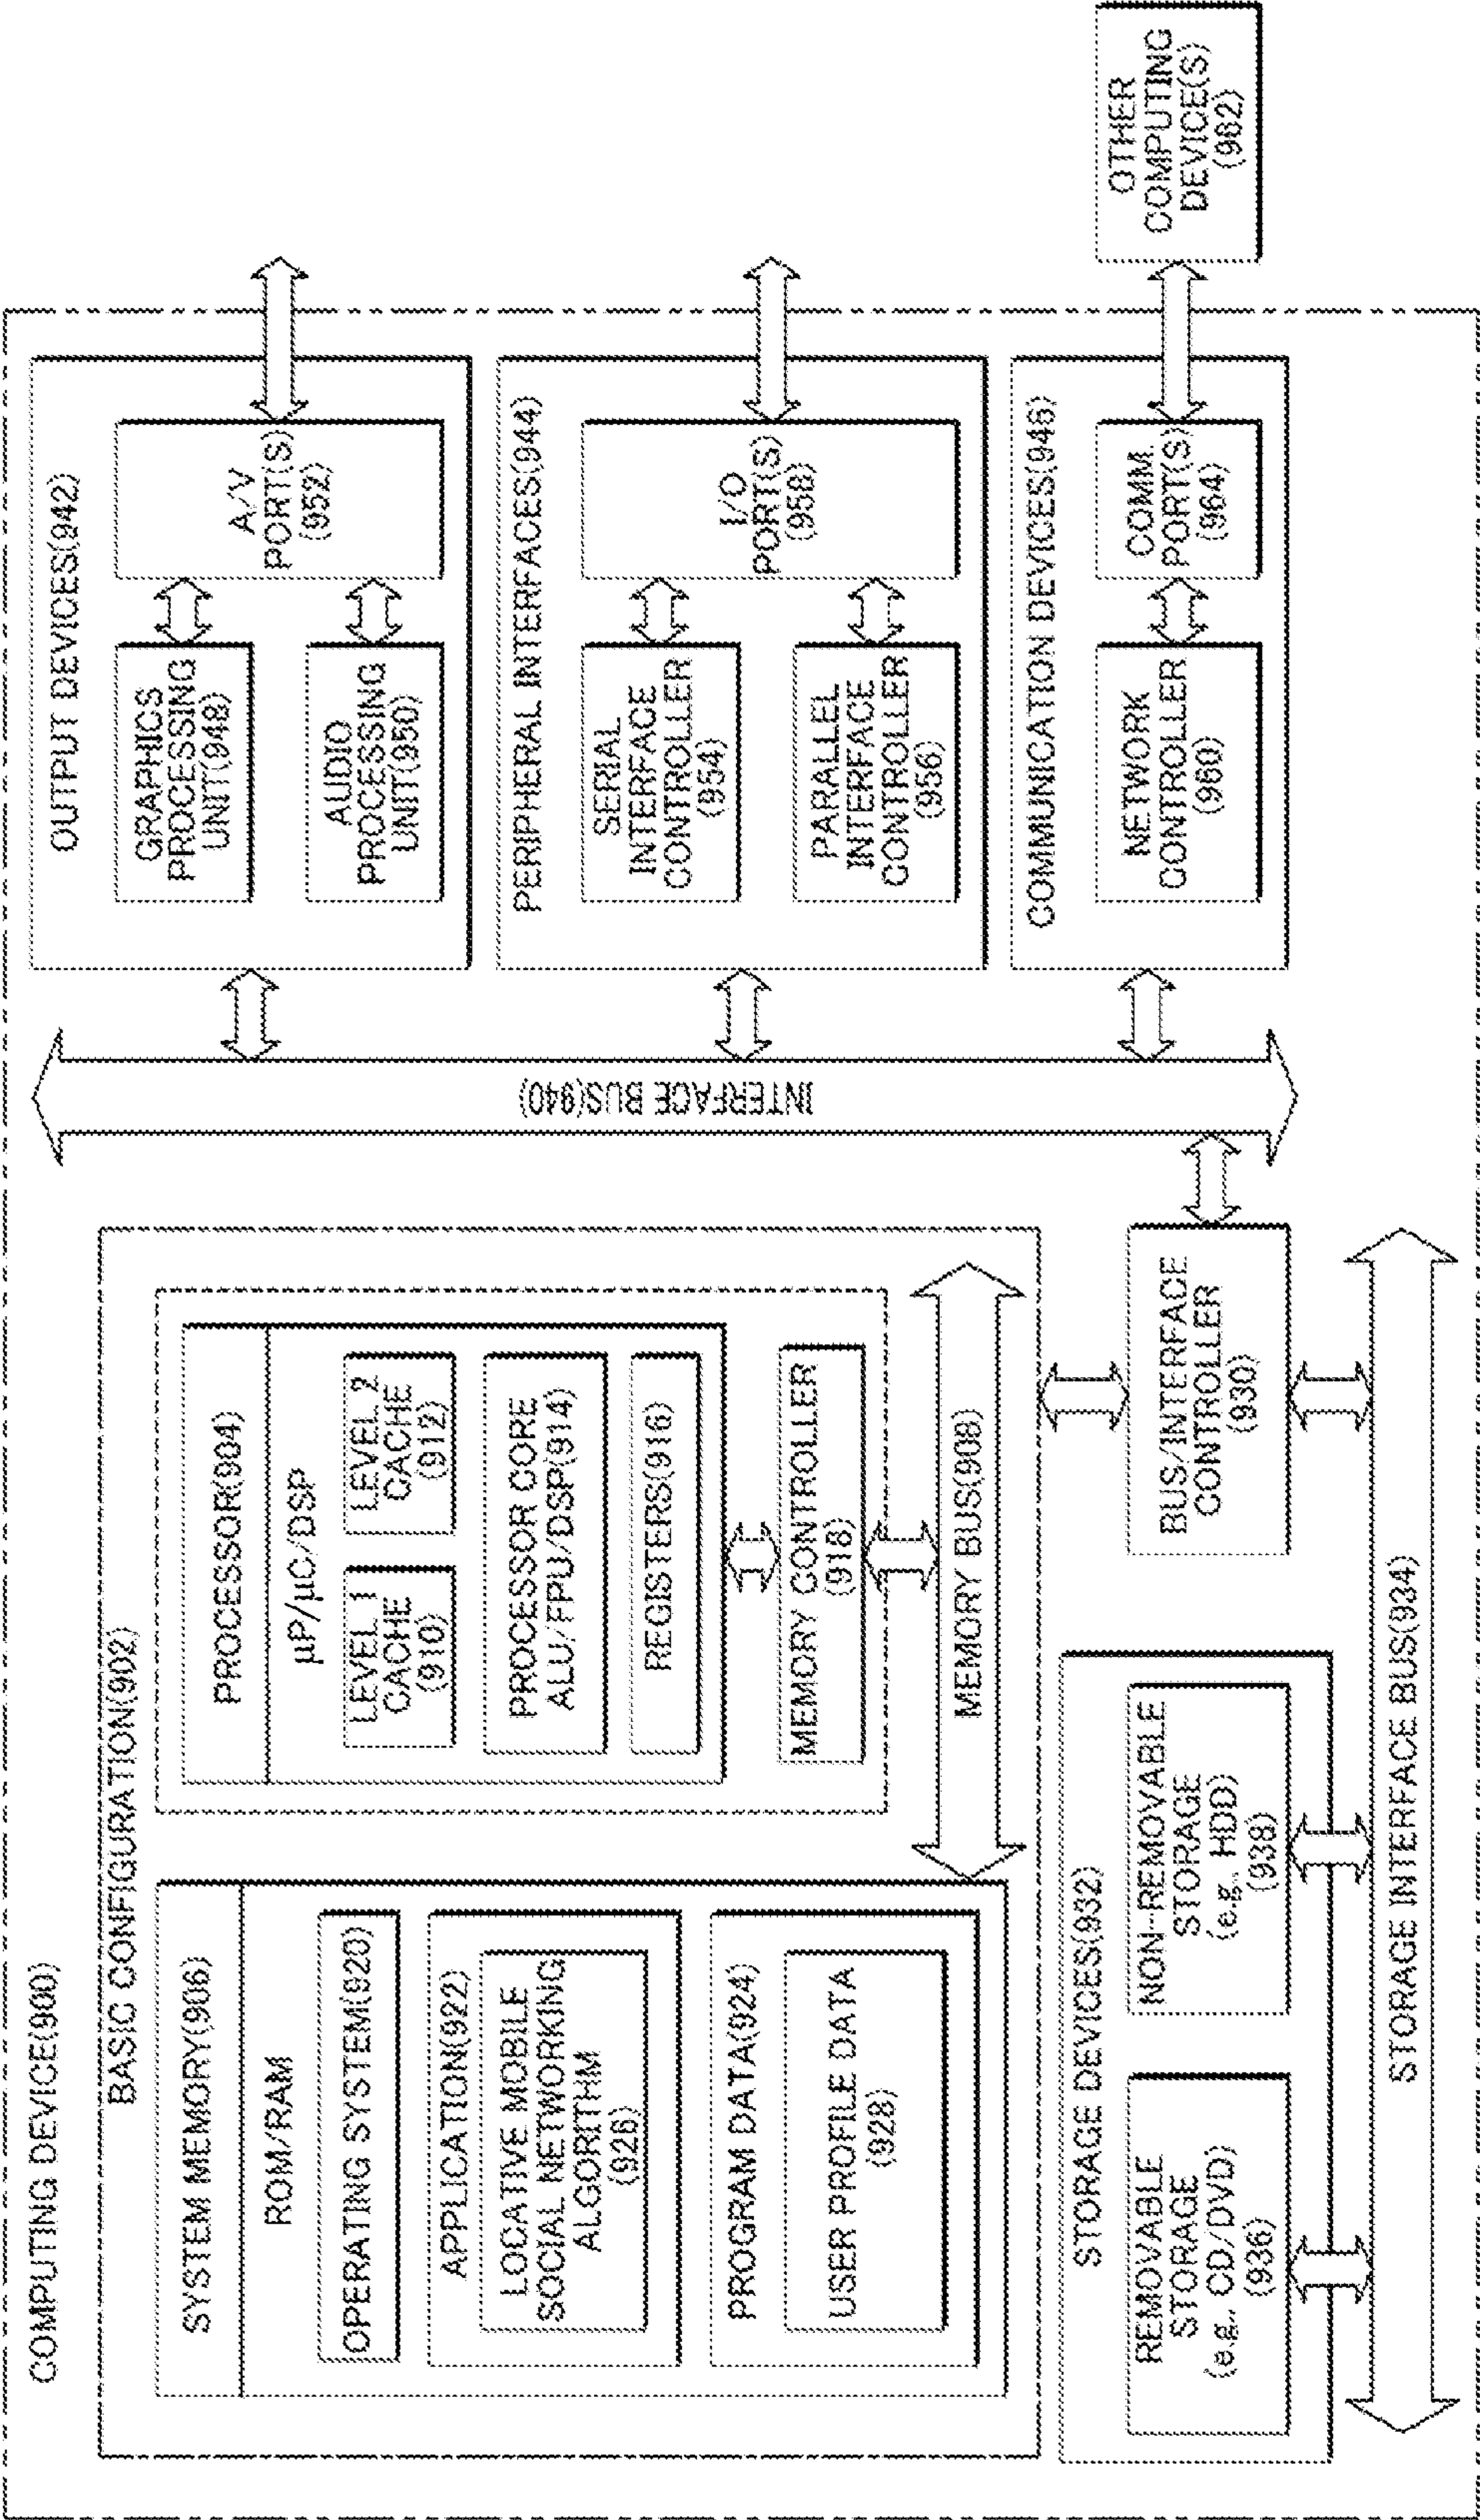 COMPUTING DEVICE(900)
BASIC CONFIGURATION(902)
SYSTEM MEMORY(906)
ROM/RAM
OPERATING SYSTEM(920)
APPLICATION(922)
LOCATIVE MOBILE
SOCIAL NETWORKING
ALGORITHM
(926)
PROGRAM DATA(924)
USER PROFILE DATA
(928)
PROCESSOR(904)
µP/µC/DSP
LEVEL 1
CACHE
(910)
LEVEL 2
CACHE
(912)
PROCESSOR CORE
ALU/FPU/DSP(914)
REGISTERS(916)
MEMORY CONTROLLER
(918)
MEMORY BUS(908)
BUS/INTERFACE
CONTROLLER
(930)
STORAGE DEVICES(932)
REMOVABLE
STORAGE
(e.g., CD/DVD)
(936)
NON-REMOVABLE
STORAGE
(e.g., HDD)
(938)
STORAGE INTERFACE BUS(934)
INTERFACE BUS(940)
OUTPUT DEVICES(942)
GRAPHICS
PROCESSING
UNIT(948)
AUDIO
PROCESSING
UNIT(950)
A/V
PORT(S)
(952)
PERIPHERAL INTERFACES(944)
SERIAL
INTERFACE
CONTROLLER
(954)
PARALLEL
INTERFACE
CONTROLLER
(956)
I/O
PORT(S)
(958)
COMMUNICATION DEVICES(946)
NETWORK
CONTROLLER
(960)
COMM.
PORT(S)
(964)
OTHER
COMPUTING
DEVICE(S)
(962)